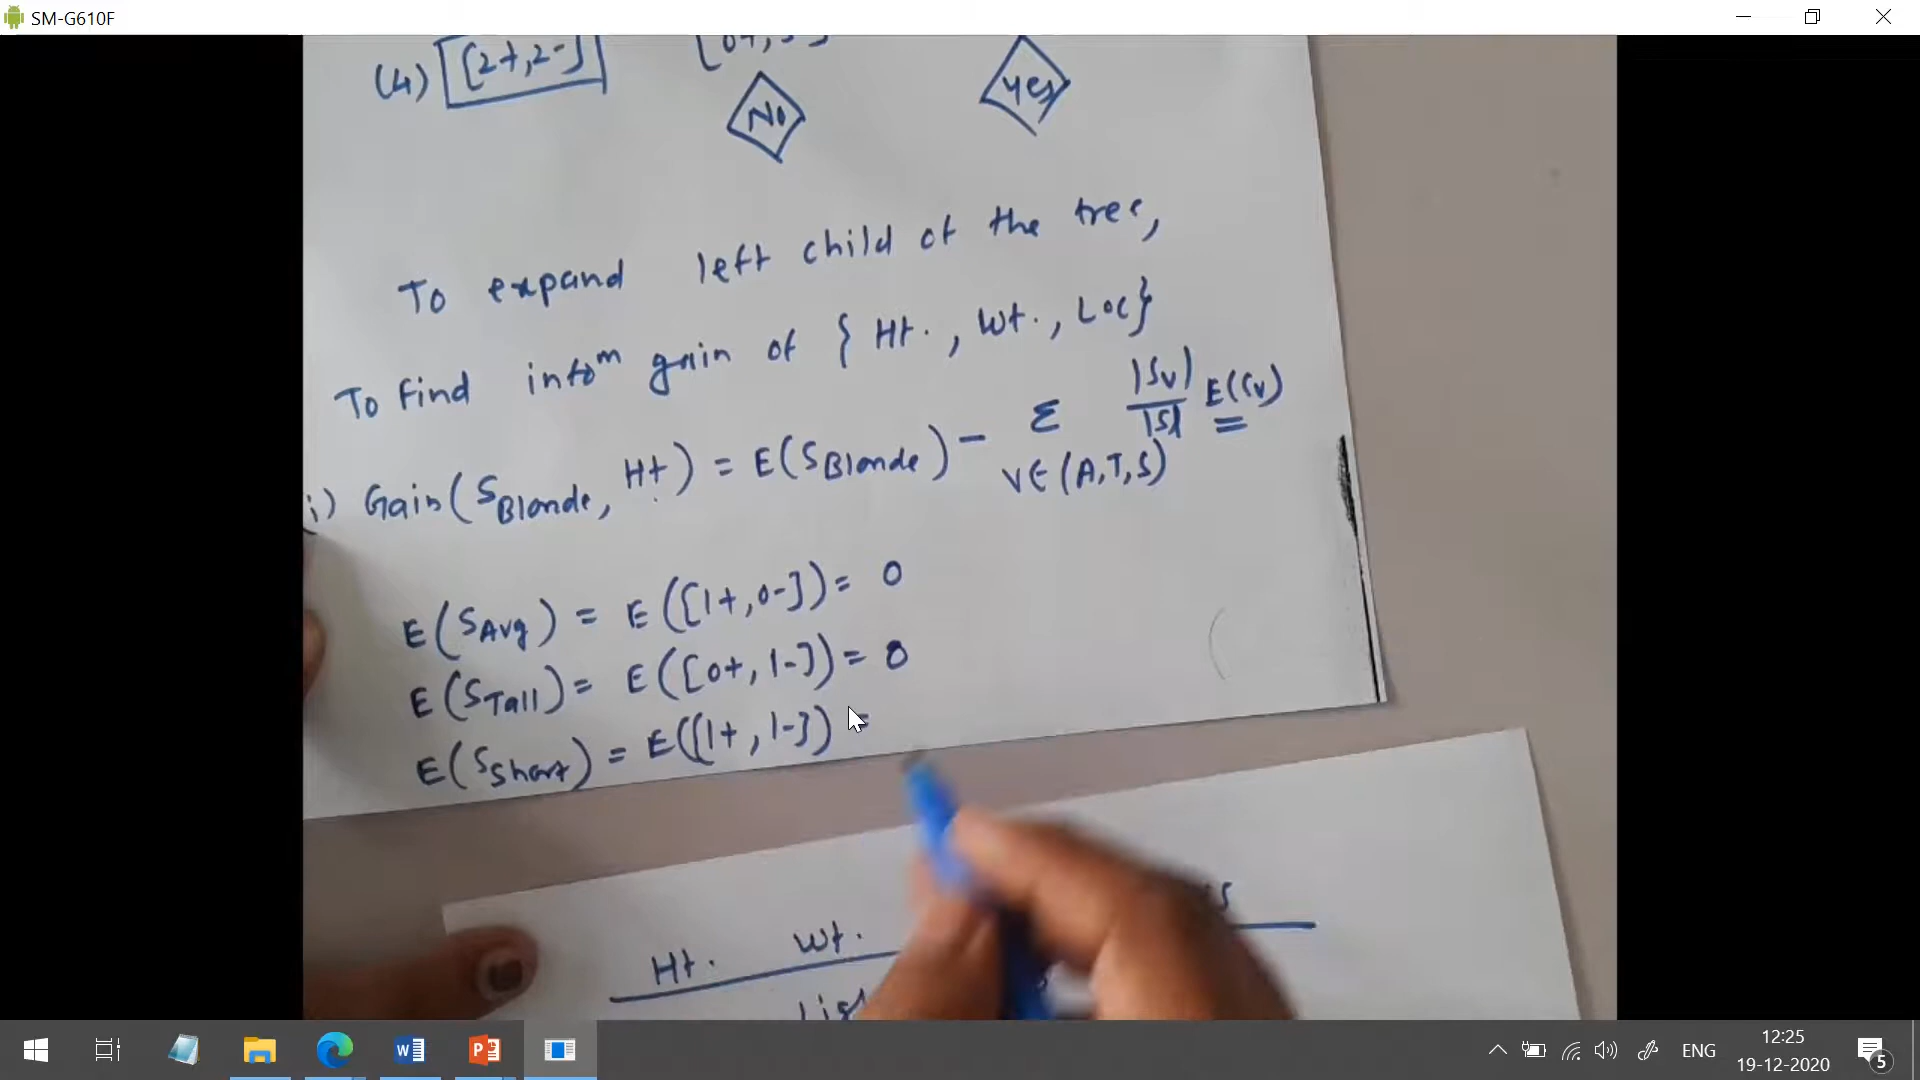 SM-G610F
(4) [2+,2-]
No
Yes
To expand left child of the tree,
To find infoᵐ gain of { Ht. , Wt. , Loc}
i) Gain(S_Blonde, Ht) = E(S_Blonde) - Σ v∈(A,T,S) |Sv|/|S| E(Sv)
E(S_Avg) = E([1+,0-]) = 0
E(S_Tall) = E([0+,1-]) = 0
E(S_Short) = E([1+,1-]) =
Ht. Wt.
ENG
12:25
19-12-2020
5